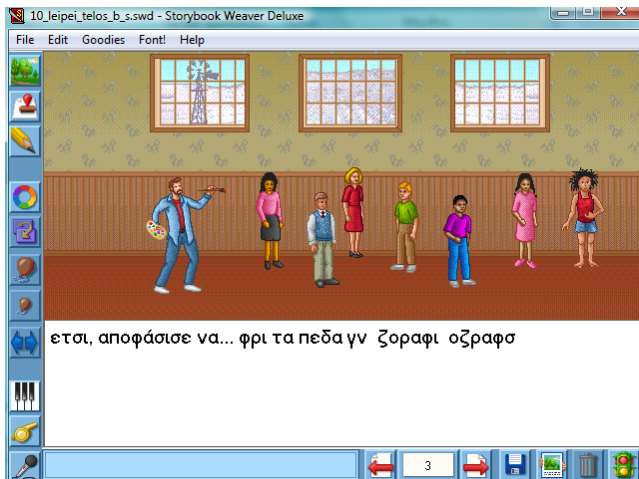 10_leipei_telos_b_s.swd - Storybook Weaver Deluxe
File Edit Goodies Font! Help
ετσι, αποφάσισε να... φρι τα πεδα γν ζοραφι οζραφσ
3